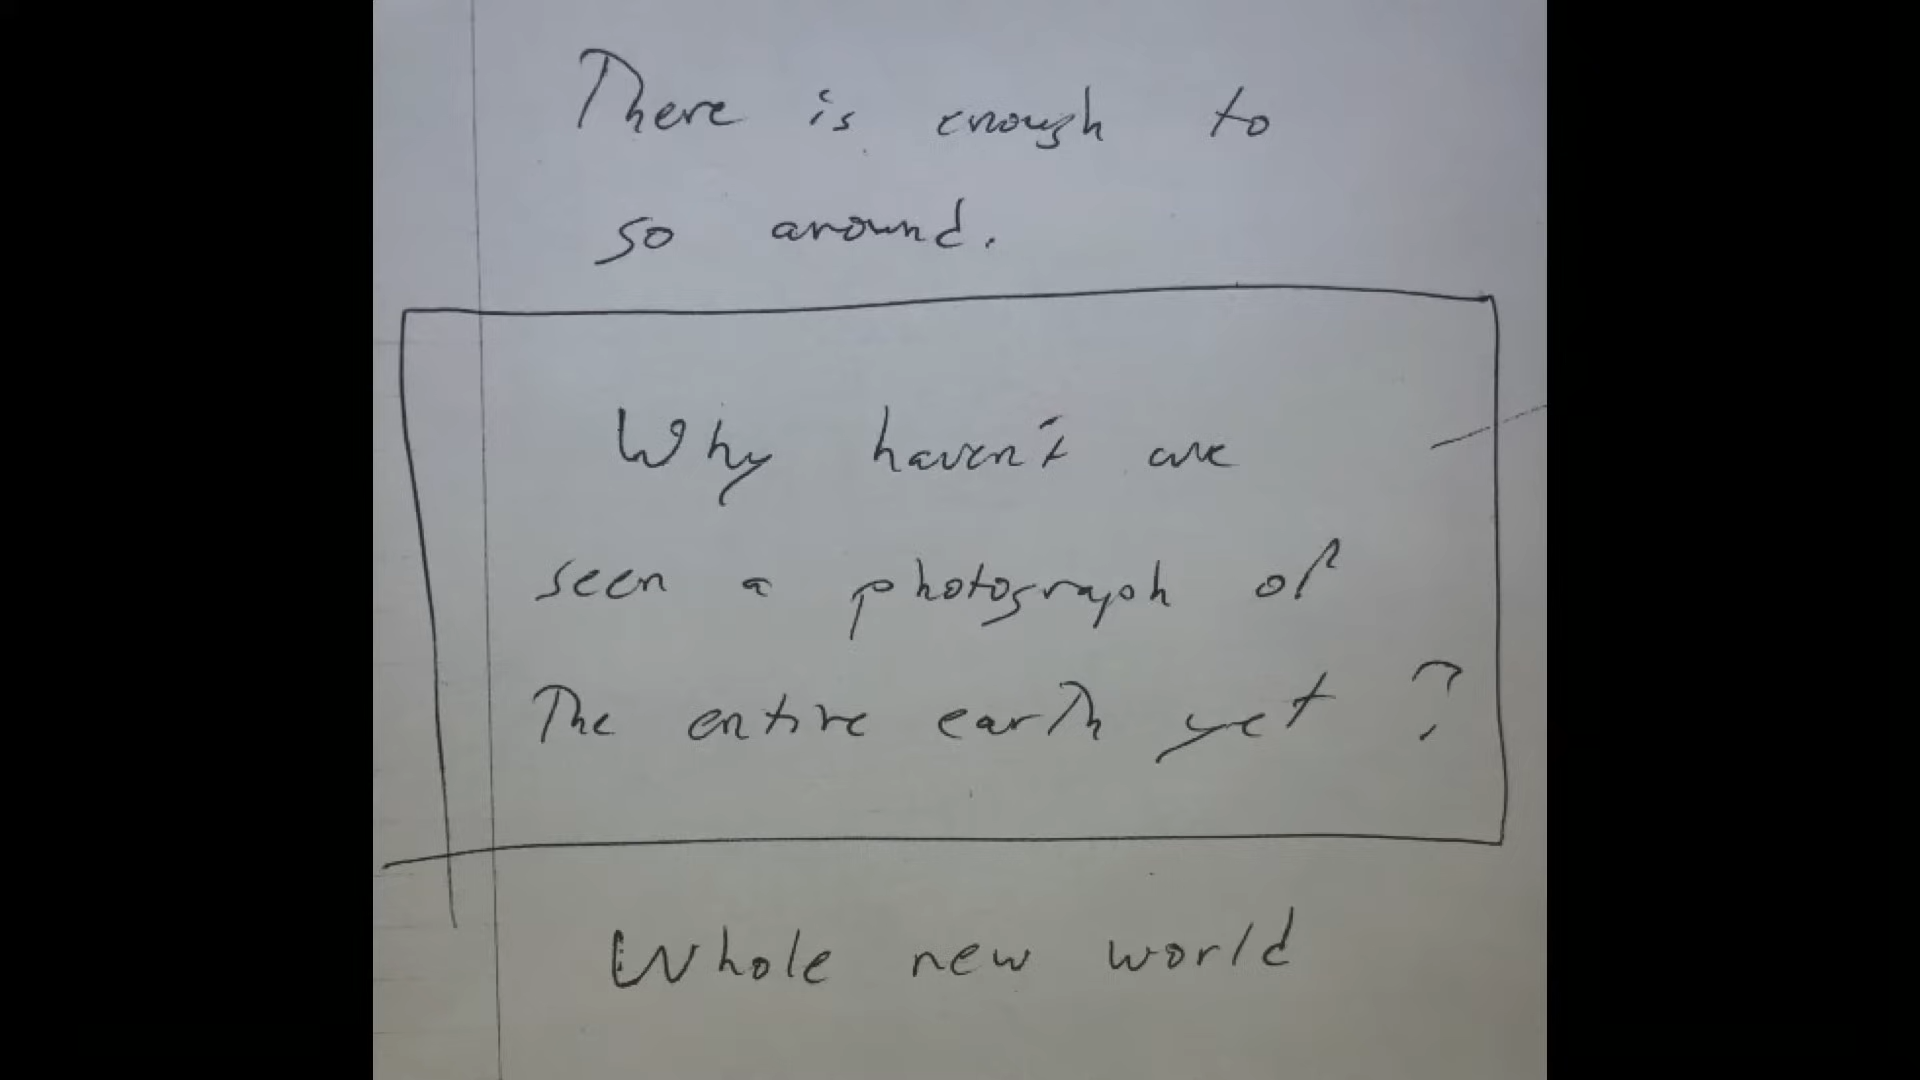 There is enough to
go around.
Why haven't we
seen a photograph of
The entire earth yet?
Whole new world